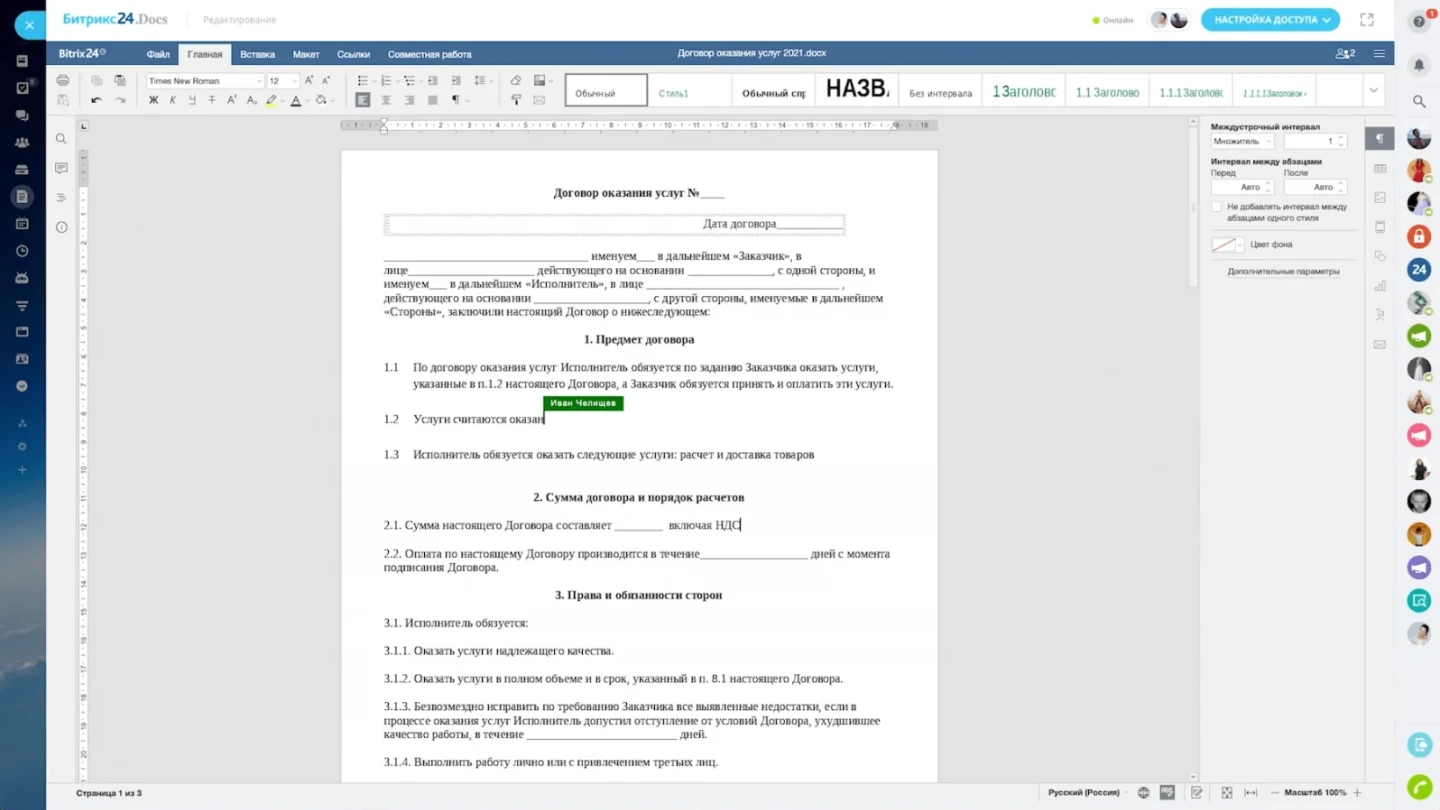 Битрикс24.Docs
Редактирование
Онлайн
НАСТРОЙКА ДОСТУПА
1
Bitrix24
Файл
Главная
Вставка
Макет
Ссылки
Совместная работа
Договор оказания услуг 2021.docx
2
Times New Roman
12
Ж К Ч Т
Обычный
Стиль1
Обычный спр
НАЗВА
Без интервала
1Заголовс
1.1 Заголово
1.1.1 Заголовк
1.1.1.1Заголовок
Договор оказания услуг №____
Дата договора___________
__________________________________ именуем___ в дальнейшем «Заказчик», в
лице_____________________ действующего на основании ______________, с одной стороны, и
именуем___ в дальнейшем «Исполнитель», в лице ________________________________ ,
действующего на основании ___________________, с другой стороны, именуемые в дальнейшем
«Стороны», заключили настоящий Договор о нижеследующем:
1. Предмет договора
1.1 По договору оказания услуг Исполнитель обязуется по заданию Заказчика оказать услуги,
указанные в п.1.2 настоящего Договора, а Заказчик обязуется принять и оплатить эти услуги.
Иван Челищев
1.2 Услуги считаются оказан
1.3 Исполнитель обязуется оказать следующие услуги: расчет и доставка товаров
2. Сумма договора и порядок расчетов
2.1. Сумма настоящего Договора составляет ________ включая НДС
2.2. Оплата по настоящему Договору производится в течение__________________ дней с момента
подписания Договора.
3. Права и обязанности сторон
3.1. Исполнитель обязуется:
3.1.1. Оказать услуги надлежащего качества.
3.1.2. Оказать услуги в полном объеме и в срок, указанный в п. 8.1 настоящего Договора.
3.1.3. Безвозмездно исправить по требованию Заказчика все выявленные недостатки, если в
процессе оказания услуг Исполнитель допустил отступление от условий Договора, ухудшившее
качество работы, в течение _________________________ дней.
3.1.4. Выполнить работу лично или с привлечением третьих лиц.
Междустрочный интервал
Множитель
1
Интервал между абзацами
Перед
После
Авто
Авто
Не добавлять интервал между
абзацами одного стиля
Цвет фона
Дополнительные параметры
24
Страница 1 из 3
Русский (Россия)
Масштаб 100%